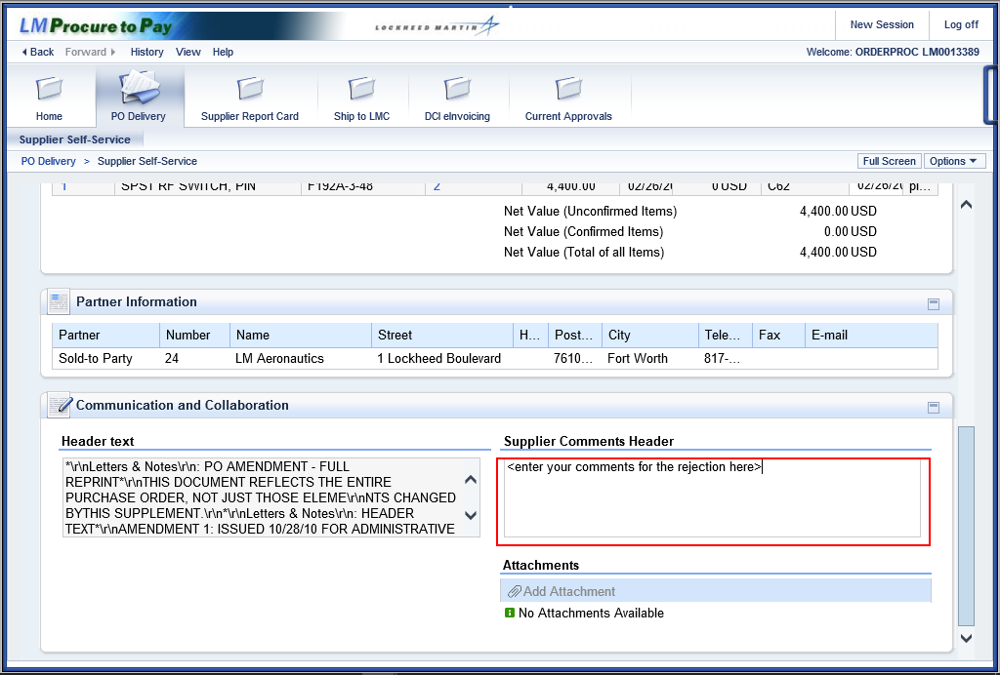 LM Procure to Pay
LOCKHEED MARTIN
New Session
Log off
Back Forward History View Help
Welcome: ORDERPROC LM0013389
Home
PO Delivery
Supplier Report Card
Ship to LMC
DCI eInvoicing
Current Approvals
Supplier Self-Service
PO Delivery > Supplier Self-Service
Full Screen Options
1 SPST RF SWITCH, PIN F192A-3-48 2 4,400.00 02/26/20 0 USD C62 02/26/20 pl...
Net Value (Unconfirmed Items) 4,400.00 USD
Net Value (Confirmed Items) 0.00 USD
Net Value (Total of all Items) 4,400.00 USD
Partner Information
Partner Number Name Street H... Post... City Tele... Fax E-mail
Sold-to Party 24 LM Aeronautics 1 Lockheed Boulevard 7610... Fort Worth 817-...
Communication and Collaboration
Header text
*\r\nLetters & Notes\r\n: PO AMENDMENT - FULL
REPRINT*\r\nTHIS DOCUMENT REFLECTS THE ENTIRE
PURCHASE ORDER, NOT JUST THOSE ELEME\r\nNTS CHANGED
BYTHIS SUPPLEMENT.\r\n*\r\nLetters & Notes\r\n: HEADER
TEXT*\r\nAMENDMENT 1: ISSUED 10/28/10 FOR ADMINISTRATIVE
Supplier Comments Header
<enter your comments for the rejection here>
Attachments
Add Attachment
No Attachments Available